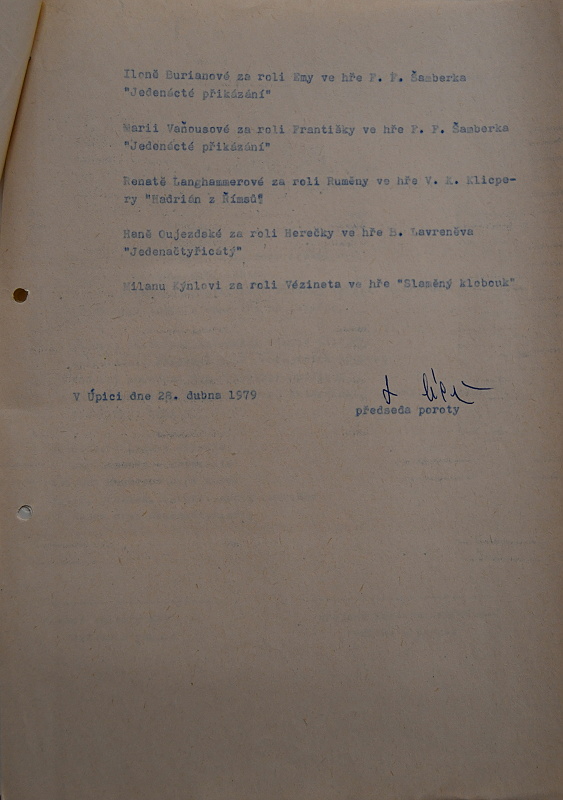 Iloně Burianové za roli Emy ve hře F. F. Šamberka
"Jedenácté přikázání"
Marii Vaňousové za roli Františky ve hře F. F. Šamberka
"Jedenácté přikázání"
Renatě Langhammerové za roli Rumĕny ve hře V. K. Klicpe-
ry "Hadrián z Římsů"
Haně Oujezdské za roli Herečky ve hře B. Lavreněva
"Jedenačtyřicátý"
Milanu Kýnlovi za roli Vézineta ve hře "Slaměný klobouk"
V Úpici dne 28. dubna 1979
předseda poroty